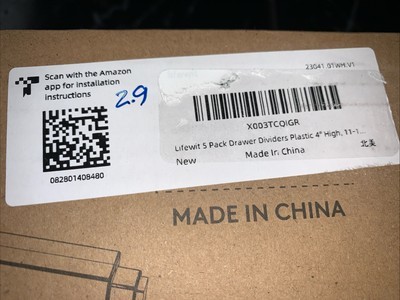 Scan with the Amazon
app for installation
instructions
2.9
082801408480
23041 0TWH:V1
X003TCQIGR
Lifewit 5 Pack Drawer Dividers Plastic 4" High, 11-1...
New
Made In China
北美
MADE IN CHINA